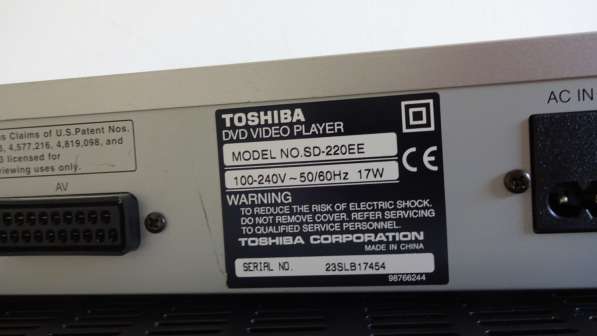 s Claims of U.S.Patent Nos.
4,577,216, 4,819,098, and
licensed for
viewing uses only.
AV
TOSHIBA
DVD VIDEO PLAYER
MODEL NO.SD-220EE
100-240V ~ 50/60Hz 17W
CE
WARNING
TO REDUCE THE RISK OF ELECTRIC SHOCK.
DO NOT REMOVE COVER. REFER SERVICING
TO QUALIFIED SERVICE PERSONNEL.
TOSHIBA CORPORATION
MADE IN CHINA
SERIAL NO. 23SLB17454
98766244
AC IN